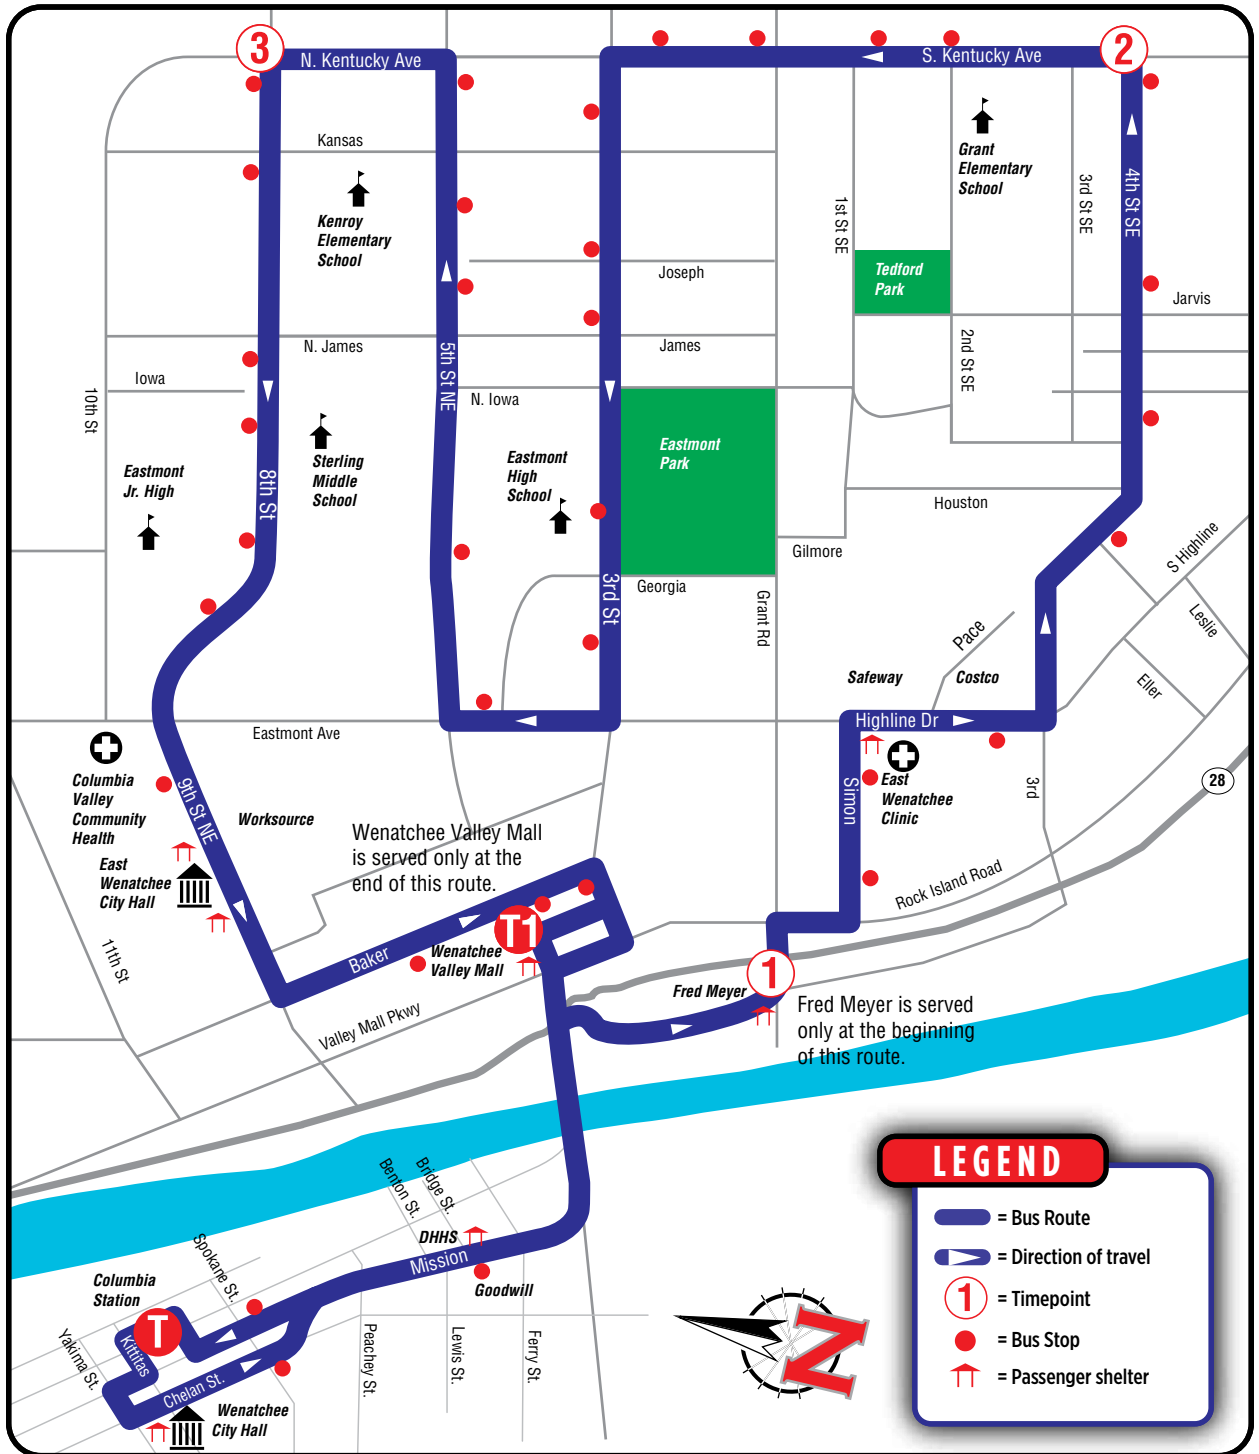 3
N. Kentucky Ave
S. Kentucky Ave
2
Kansas
Kenroy
Elementary
School
Grant
Elementary
School
1st St SE
3rd St SE
4th St SE
Joseph
Tedford
Park
Jarvis
N. James
James
Iowa
5th St NE
2nd St SE
10th St
N. Iowa
Eastmont
Park
Sterling
Middle
School
Eastmont
High
School
Eastmont
Jr. High
8th St
Houston
Gilmore
S Highline
Georgia
3rd St
Grant Rd
Leslie
Pace
Safeway
Costco
Eller
Highline Dr
Eastmont Ave
Columbia
Valley
Community
Health
9th St NE
Worksource
Simon
East
Wenatchee
Clinic
3rd
28
Wenatchee Valley Mall
is served only at the
end of this route.
East
Wenatchee
City Hall
Rock Island Road
T1
11th St
Baker
Wenatchee
Valley Mall
1
Fred Meyer
Fred Meyer is served
only at the beginning
of this route.
Valley Mall Pkwy
Benton St.
Bridge St.
DHHS
Mission
Spokane St.
Columbia
Station
Goodwill
T
Kittitas
Yakima St.
Chelan St.
Peachey St.
Lewis St.
Ferry St.
Wenatchee
City Hall
N
LEGEND
= Bus Route
= Direction of travel
1 = Timepoint
= Bus Stop
= Passenger shelter